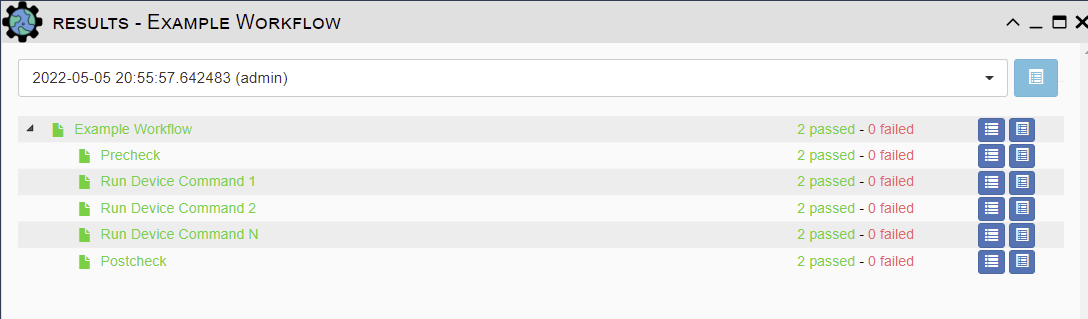 RESULTS - EXAMPLE WORKFLOW
2022-05-05 20:55:57.642483 (admin)
Example Workflow 2 passed - 0 failed
Precheck 2 passed - 0 failed
Run Device Command 1 2 passed - 0 failed
Run Device Command 2 2 passed - 0 failed
Run Device Command N 2 passed - 0 failed
Postcheck 2 passed - 0 failed